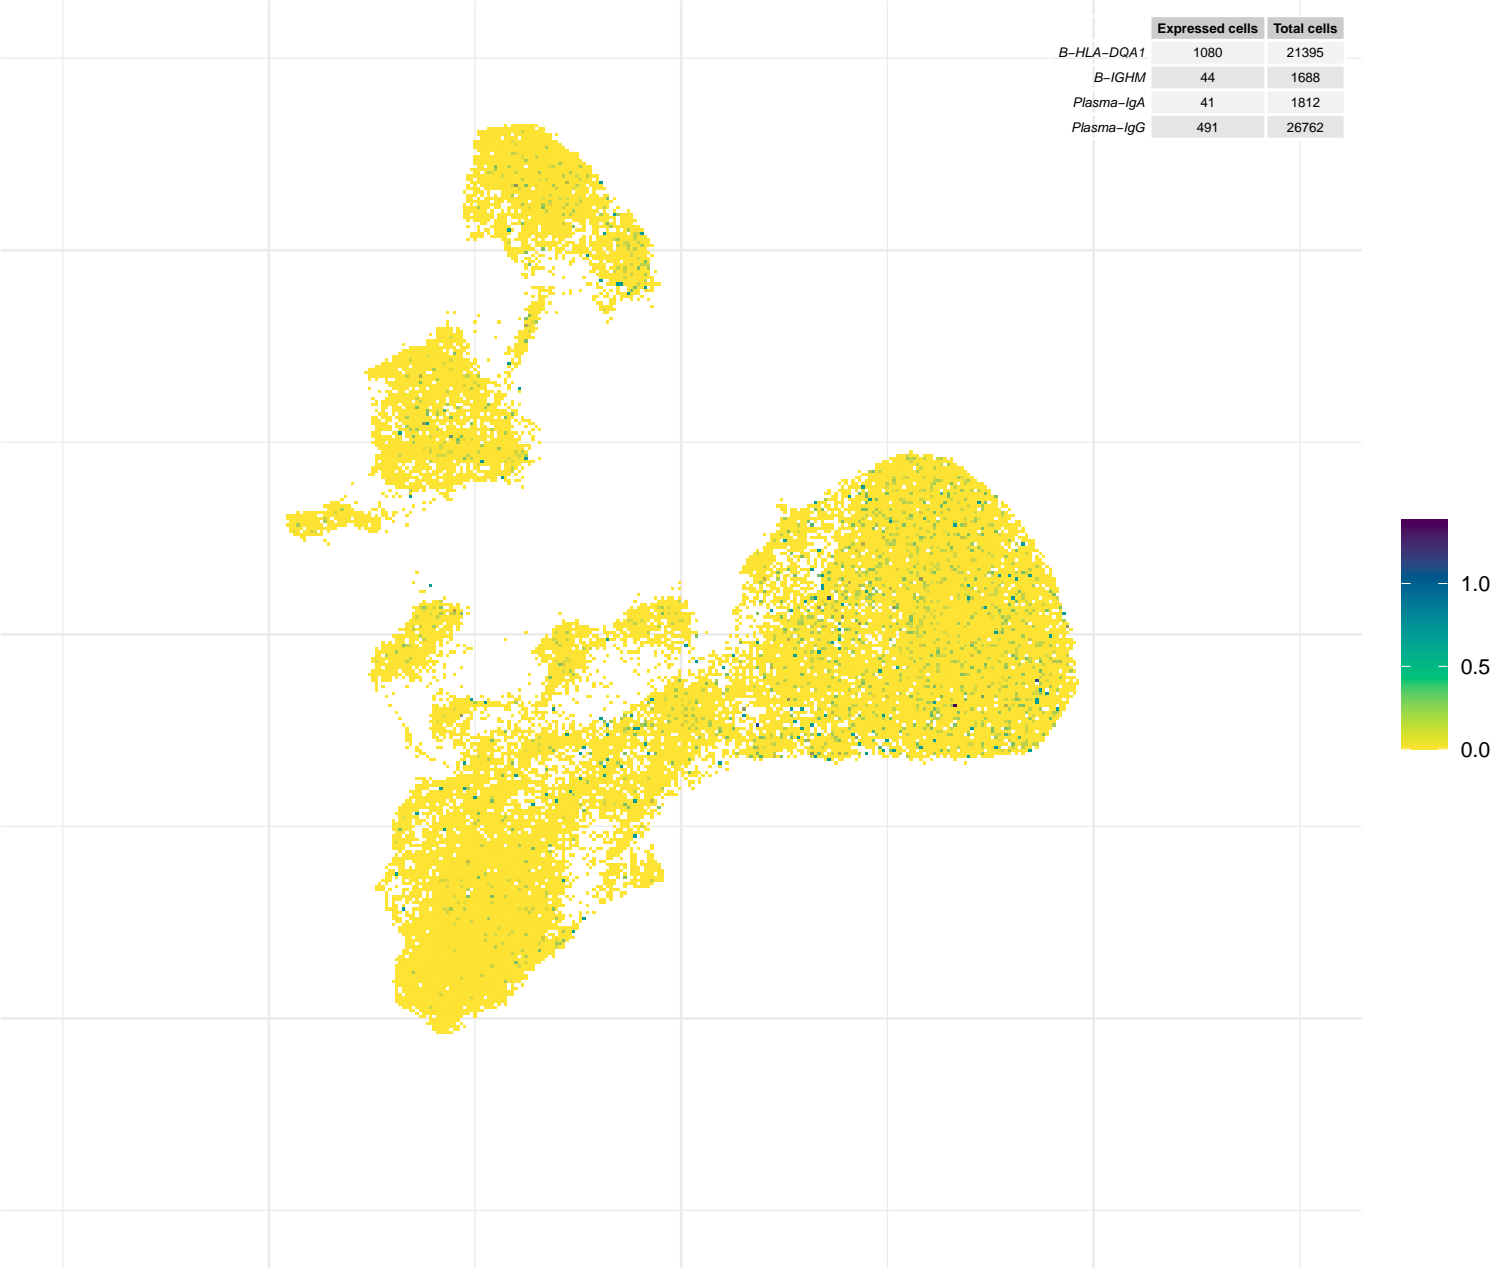 Expressed cells Total cells
B−HLA−DQA1 1080 21395
B−IGHM 44 1688
Plasma−IgA 41 1812
Plasma−IgG 491 26762
1.0
0.5
0.0